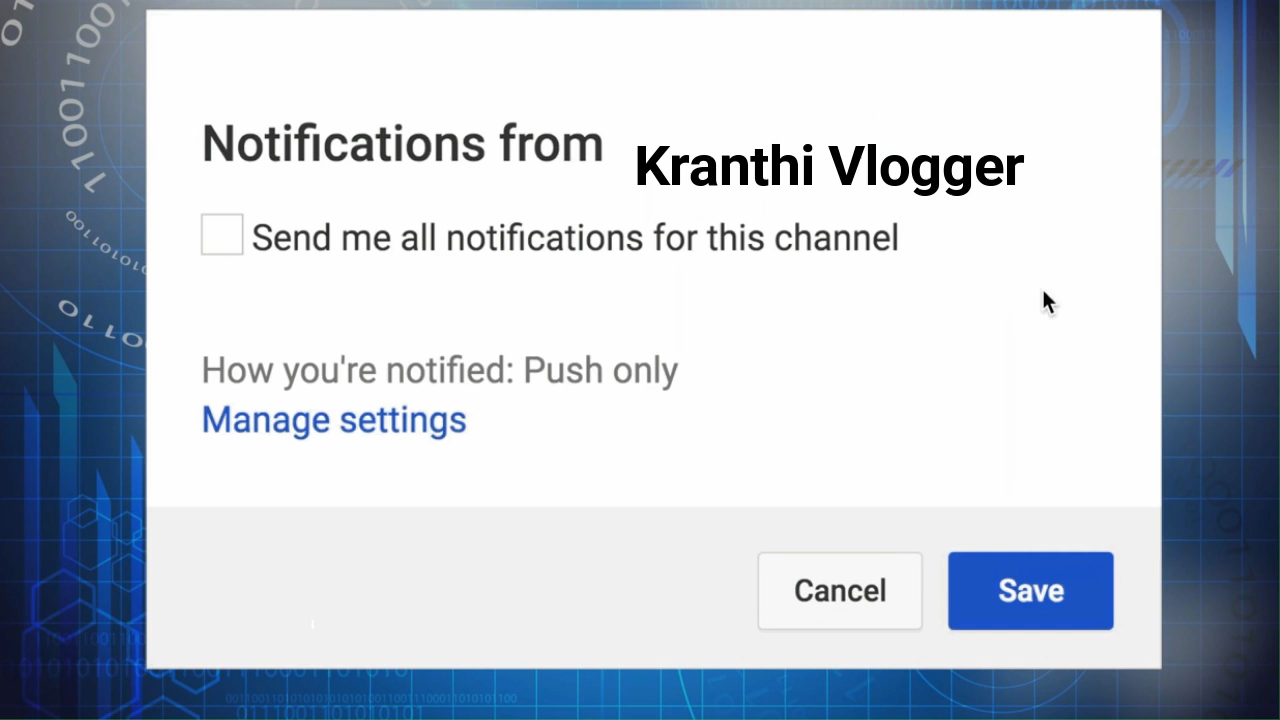 Notifications from Kranthi Vlogger
Send me all notifications for this channel
How you're notified: Push only
Manage settings
Cancel Save